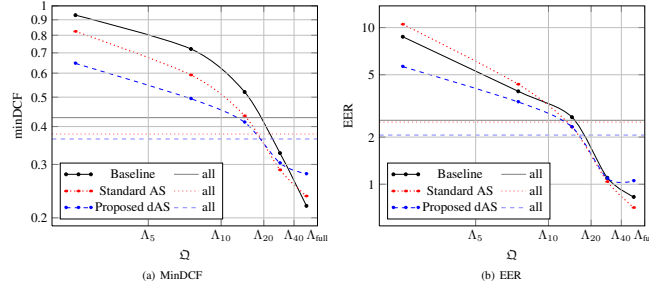 1
0.9
0.8
0.7
0.6
0.5
0.4
0.3
0.2
minDCF
Baseline all
Standard AS all
Proposed dAS all
Λ5 Λ10 Λ20 Λ40 Λfull
𝔔
(a) MinDCF
10
5
2
1
EER
Baseline all
Standard AS all
Proposed dAS all
Λ5 Λ10 Λ20 Λ40 Λfull
𝔔
(b) EER